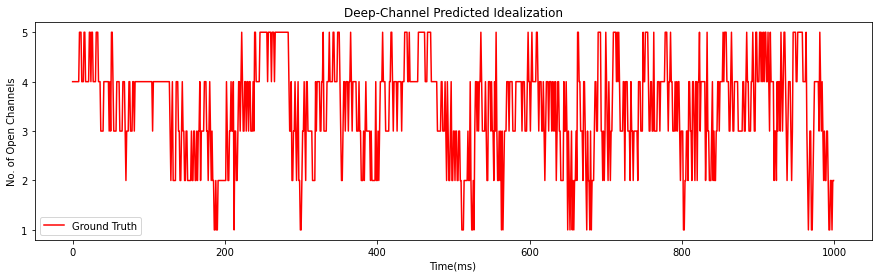 Deep-Channel Predicted Idealization
No. of Open Channels
5
4
3
2
1
Ground Truth
0
200
400
600
800
1000
Time(ms)